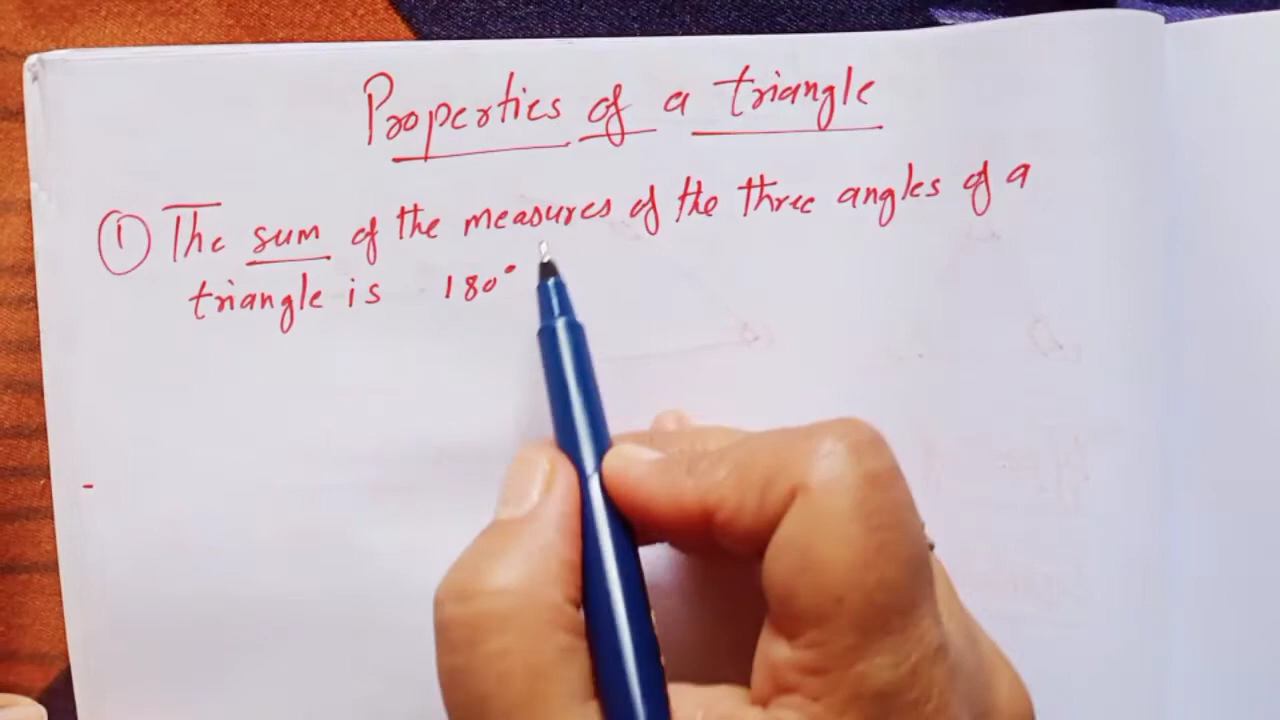 Properties of a triangle
① The sum of the measures of the three angles of a
triangle is 180°